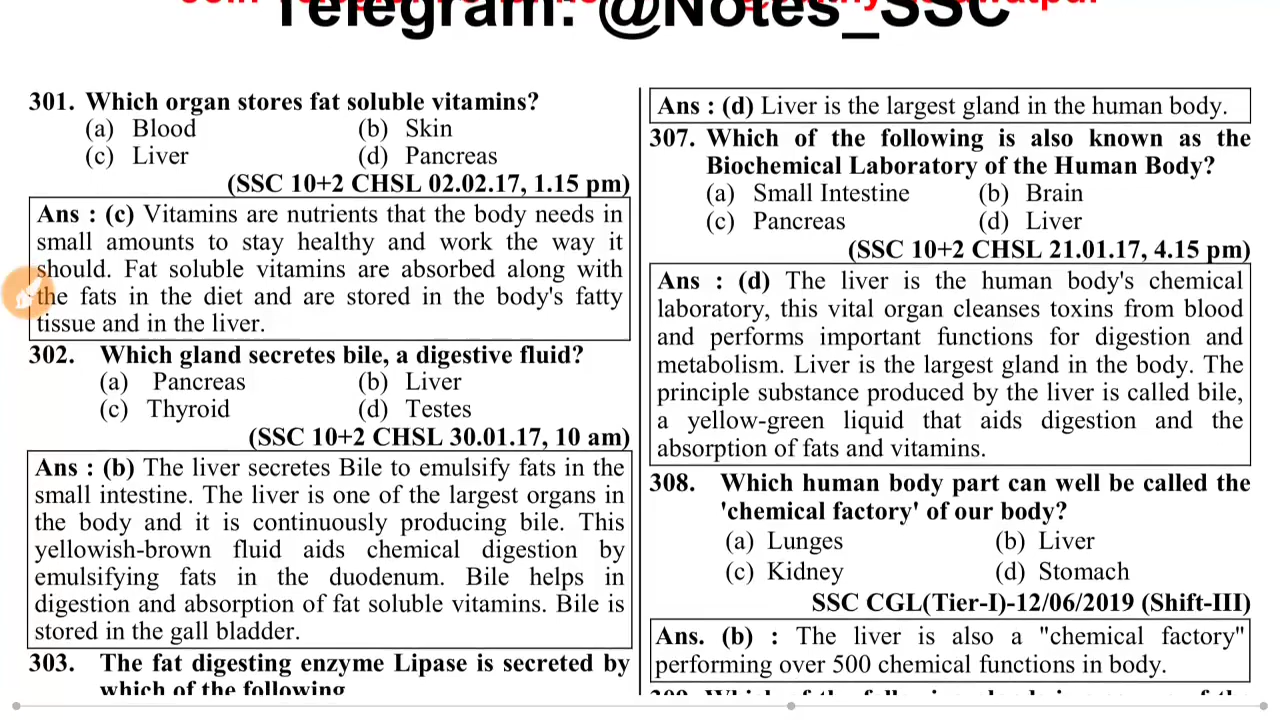 Telegram: @Notes_SSC
301. Which organ stores fat soluble vitamins?
(a) Blood (b) Skin
(c) Liver (d) Pancreas
(SSC 10+2 CHSL 02.02.17, 1.15 pm)
Ans : (c) Vitamins are nutrients that the body needs in
small amounts to stay healthy and work the way it
should. Fat soluble vitamins are absorbed along with
the fats in the diet and are stored in the body's fatty
tissue and in the liver.
302. Which gland secretes bile, a digestive fluid?
(a) Pancreas (b) Liver
(c) Thyroid (d) Testes
(SSC 10+2 CHSL 30.01.17, 10 am)
Ans : (b) The liver secretes Bile to emulsify fats in the
small intestine. The liver is one of the largest organs in
the body and it is continuously producing bile. This
yellowish-brown fluid aids chemical digestion by
emulsifying fats in the duodenum. Bile helps in
digestion and absorption of fat soluble vitamins. Bile is
stored in the gall bladder.
303. The fat digesting enzyme Lipase is secreted by
which of the following
Ans : (d) Liver is the largest gland in the human body.
307. Which of the following is also known as the
Biochemical Laboratory of the Human Body?
(a) Small Intestine (b) Brain
(c) Pancreas (d) Liver
(SSC 10+2 CHSL 21.01.17, 4.15 pm)
Ans : (d) The liver is the human body's chemical
laboratory, this vital organ cleanses toxins from blood
and performs important functions for digestion and
metabolism. Liver is the largest gland in the body. The
principle substance produced by the liver is called bile,
a yellow-green liquid that aids digestion and the
absorption of fats and vitamins.
308. Which human body part can well be called the
'chemical factory' of our body?
(a) Lunges (b) Liver
(c) Kidney (d) Stomach
SSC CGL(Tier-I)-12/06/2019 (Shift-III)
Ans. (b) : The liver is also a "chemical factory"
performing over 500 chemical functions in body.